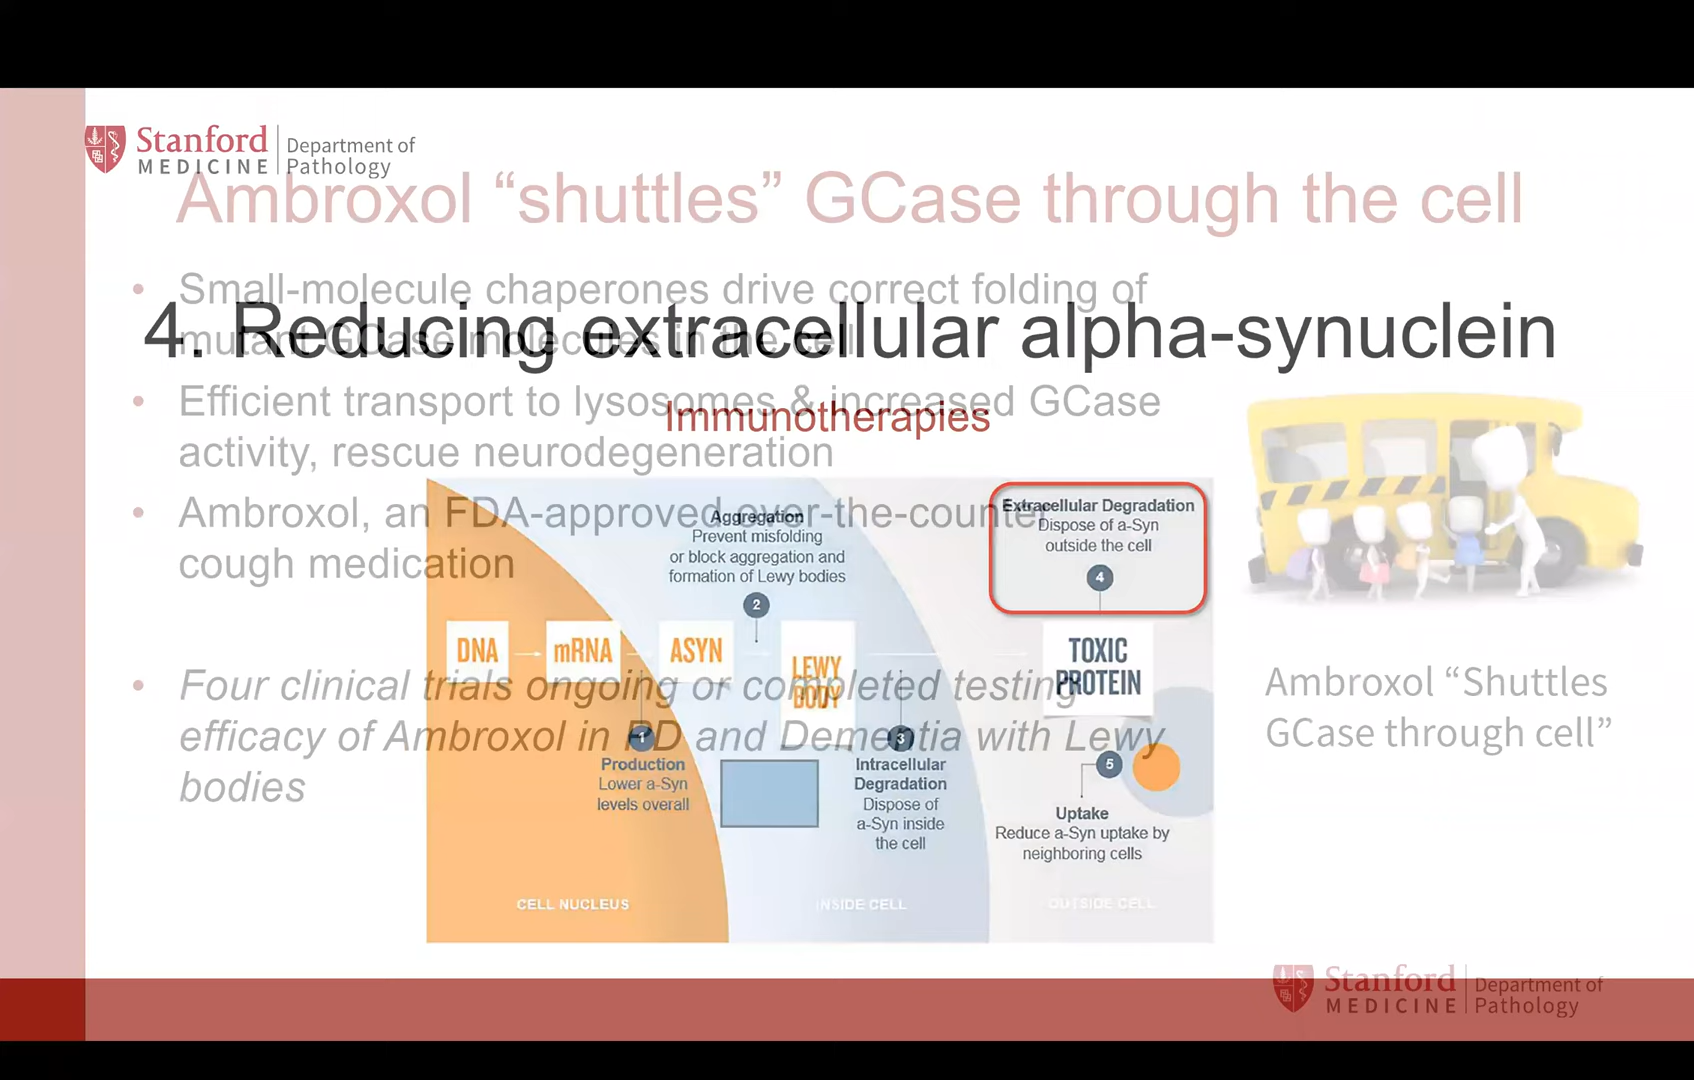 Stanford
MEDICINE
Department of
Pathology
Ambroxol “shuttles” GCase through the cell
• Small-molecule chaperones drive correct folding of
mutant GCase molecules in the cell
4. Reducing extracellular alpha-synuclein
• Efficient transport to lysosomes & increased GCase
activity, rescue neurodegeneration
Immunotherapies
• Ambroxol, an FDA-approved over-the-counter
cough medication
• Four clinical trials ongoing or completed testing
efficacy of Ambroxol in PD and Dementia with Lewy
bodies
Aggregation
Prevent misfolding
or block aggregation and
formation of Lewy bodies
2
Extracellular Degradation
Dispose of a-Syn
outside the cell
4
DNA
mRNA
ASYN
LEWY
BODY
TOXIC
PROTEIN
1
Production
Lower a-Syn
levels overall
3
Intracellular
Degradation
Dispose of
a-Syn inside
the cell
5
Uptake
Reduce a-Syn uptake by
neighboring cells
CELL NUCLEUS
INSIDE CELL
OUTSIDE CELL
Ambroxol “Shuttles
GCase through cell”
Stanford
MEDICINE
Department of
Pathology